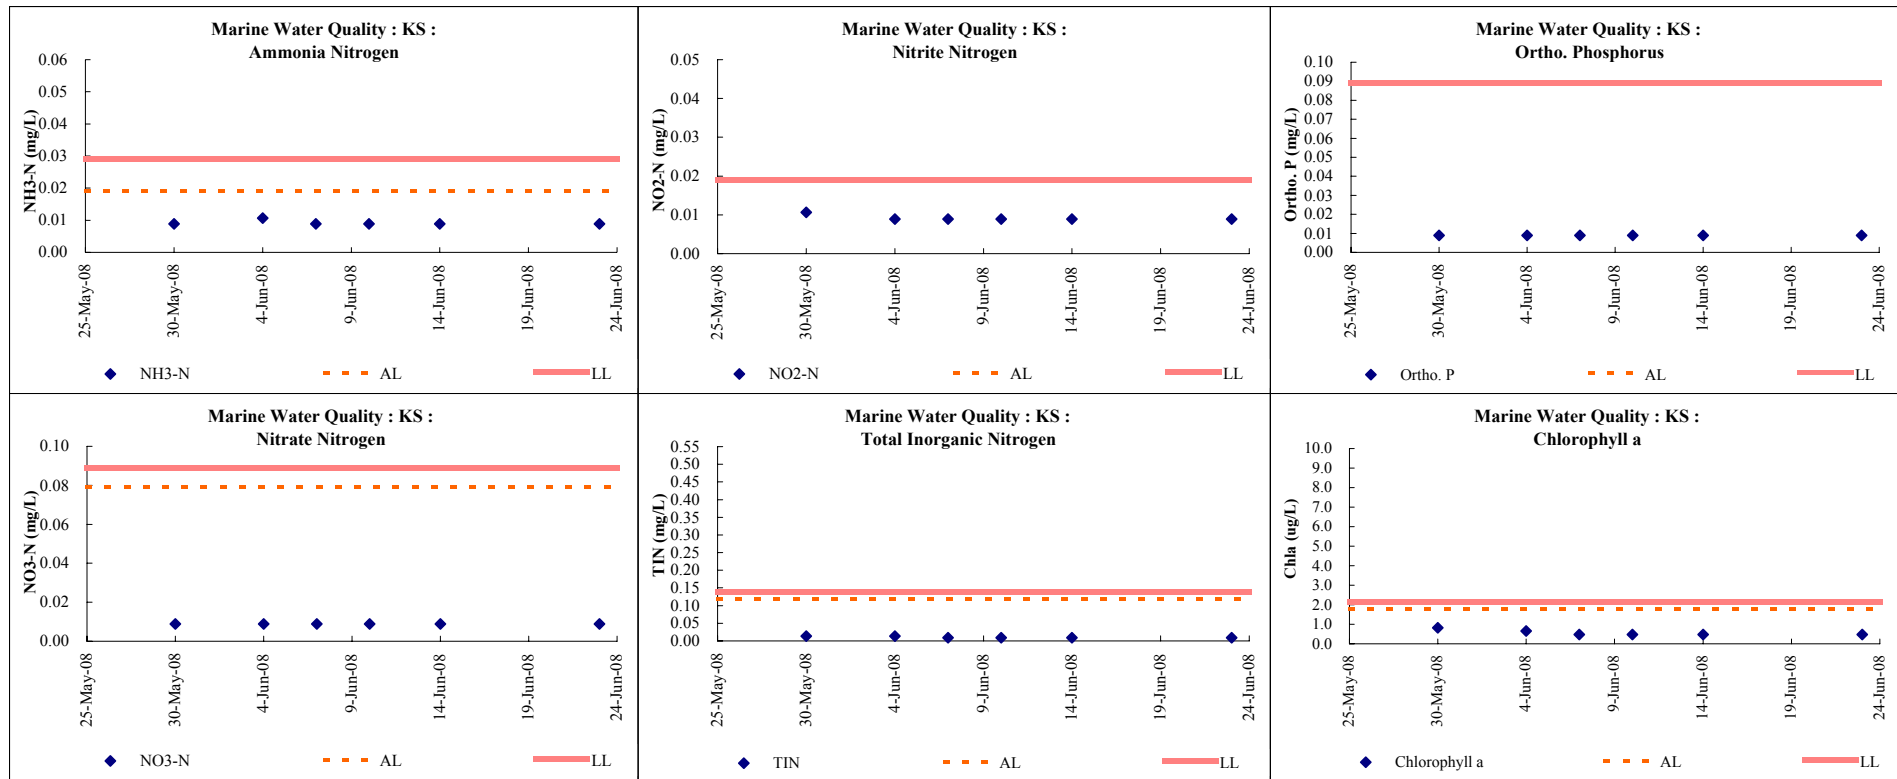 Marine Water Quality : KS :
Ammonia Nitrogen
0.06
0.05
0.04
0.03
0.02
0.01
0.00
NH3-N (mg/L)
25-May-08
30-May-08
4-Jun-08
9-Jun-08
14-Jun-08
19-Jun-08
24-Jun-08
NH3-N
AL
LL
Marine Water Quality : KS :
Nitrite Nitrogen
0.05
0.04
0.03
0.02
0.01
0.00
NO2-N (mg/L)
25-May-08
30-May-08
4-Jun-08
9-Jun-08
14-Jun-08
19-Jun-08
24-Jun-08
NO2-N
AL
LL
Marine Water Quality : KS :
Ortho. Phosphorus
0.10
0.09
0.08
0.07
0.06
0.05
0.04
0.03
0.02
0.01
0.00
Ortho. P (mg/L)
25-May-08
30-May-08
4-Jun-08
9-Jun-08
14-Jun-08
19-Jun-08
24-Jun-08
Ortho. P
AL
LL
Marine Water Quality : KS :
Nitrate Nitrogen
0.10
0.08
0.06
0.04
0.02
0.00
NO3-N (mg/L)
25-May-08
30-May-08
4-Jun-08
9-Jun-08
14-Jun-08
19-Jun-08
24-Jun-08
NO3-N
AL
LL
Marine Water Quality : KS :
Total Inorganic Nitrogen
0.55
0.50
0.45
0.40
0.35
0.30
0.25
0.20
0.15
0.10
0.05
0.00
TIN (mg/L)
25-May-08
30-May-08
4-Jun-08
9-Jun-08
14-Jun-08
19-Jun-08
24-Jun-08
TIN
AL
LL
Marine Water Quality : KS :
Chlorophyll a
10.0
9.0
8.0
7.0
6.0
5.0
4.0
3.0
2.0
1.0
0.0
Chla (ug/L)
25-May-08
30-May-08
4-Jun-08
9-Jun-08
14-Jun-08
19-Jun-08
24-Jun-08
Chlorophyll a
AL
LL